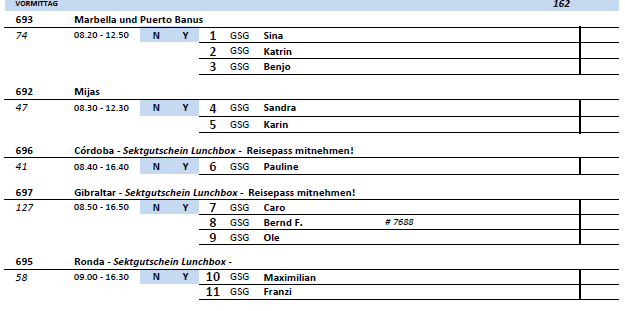 VORMITTAG 162
693 Marbella und Puerto Banus
74 08.20 - 12.50 N Y 1 GSG Sina
2 GSG Katrin
3 GSG Benjo
692 Mijas
47 08.30 - 12.30 N Y 4 GSG Sandra
5 GSG Karin
696 Córdoba - Sektgutschein Lunchbox - Reisepass mitnehmen!
41 08.40 - 16.40 N Y 6 GSG Pauline
697 Gibraltar - Sektgutschein Lunchbox - Reisepass mitnehmen!
127 08.50 - 16.50 N Y 7 GSG Caro
8 GSG Bernd F. # 7688
9 GSG Ole
695 Ronda - Sektgutschein Lunchbox -
58 09.00 - 16.30 N Y 10 GSG Maximilian
11 GSG Franzi